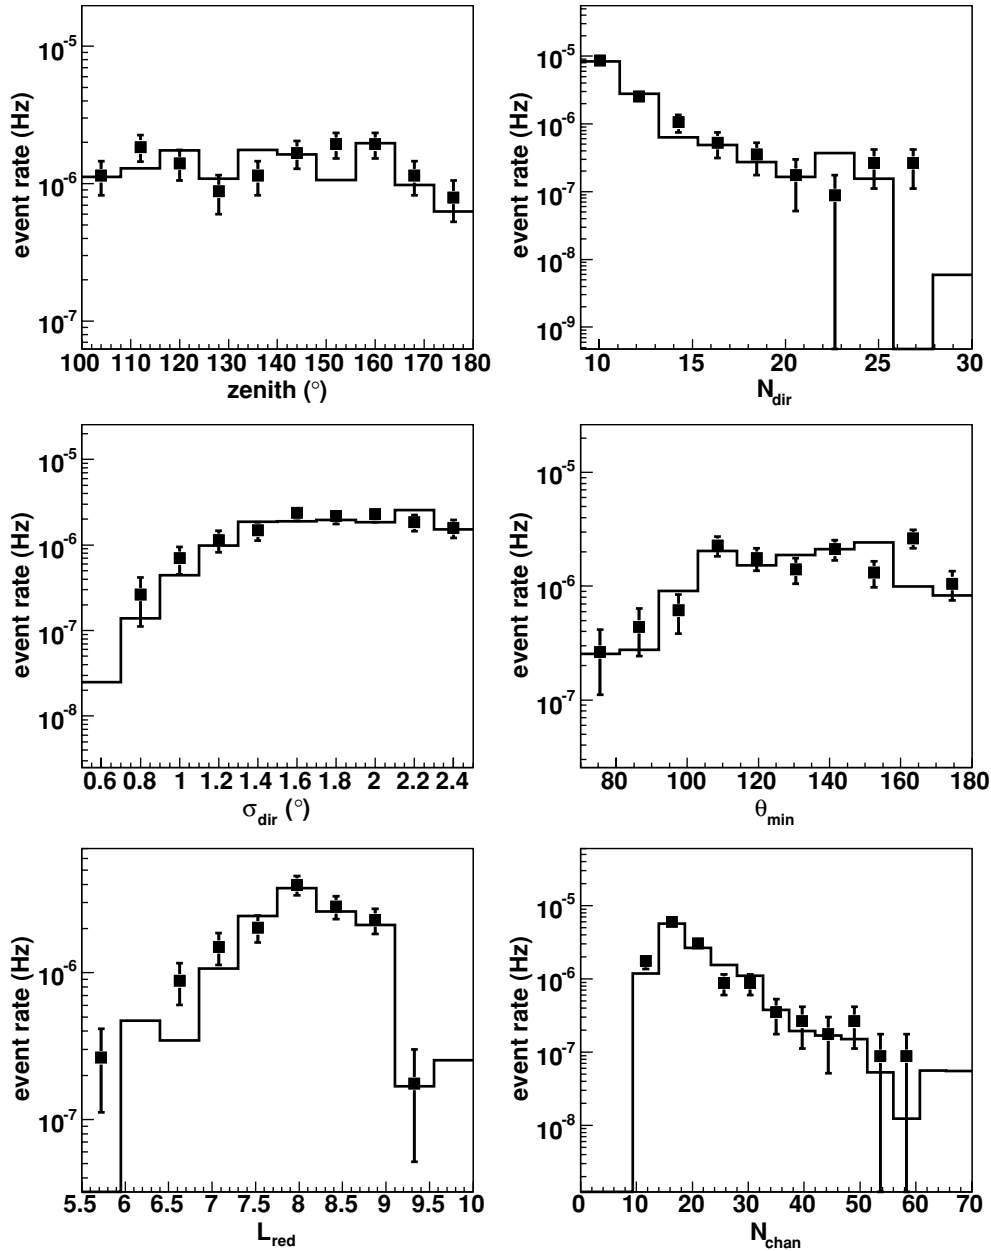 event rate (Hz)
10⁻⁵
10⁻⁶
10⁻⁷
100 110 120 130 140 150 160 170 180
zenith (°)
event rate (Hz)
10⁻⁵
10⁻⁶
10⁻⁷
10⁻⁸
10⁻⁹
10 15 20 25 30
N_dir
event rate (Hz)
10⁻⁵
10⁻⁶
10⁻⁷
10⁻⁸
0.6 0.8 1 1.2 1.4 1.6 1.8 2 2.2 2.4
σ_dir (°)
event rate (Hz)
10⁻⁵
10⁻⁶
10⁻⁷
80 100 120 140 160 180
θ_min
event rate (Hz)
10⁻⁶
10⁻⁷
5.5 6 6.5 7 7.5 8 8.5 9 9.5 10
L_red
event rate (Hz)
10⁻⁵
10⁻⁶
10⁻⁷
10⁻⁸
0 10 20 30 40 50 60 70
N_chan